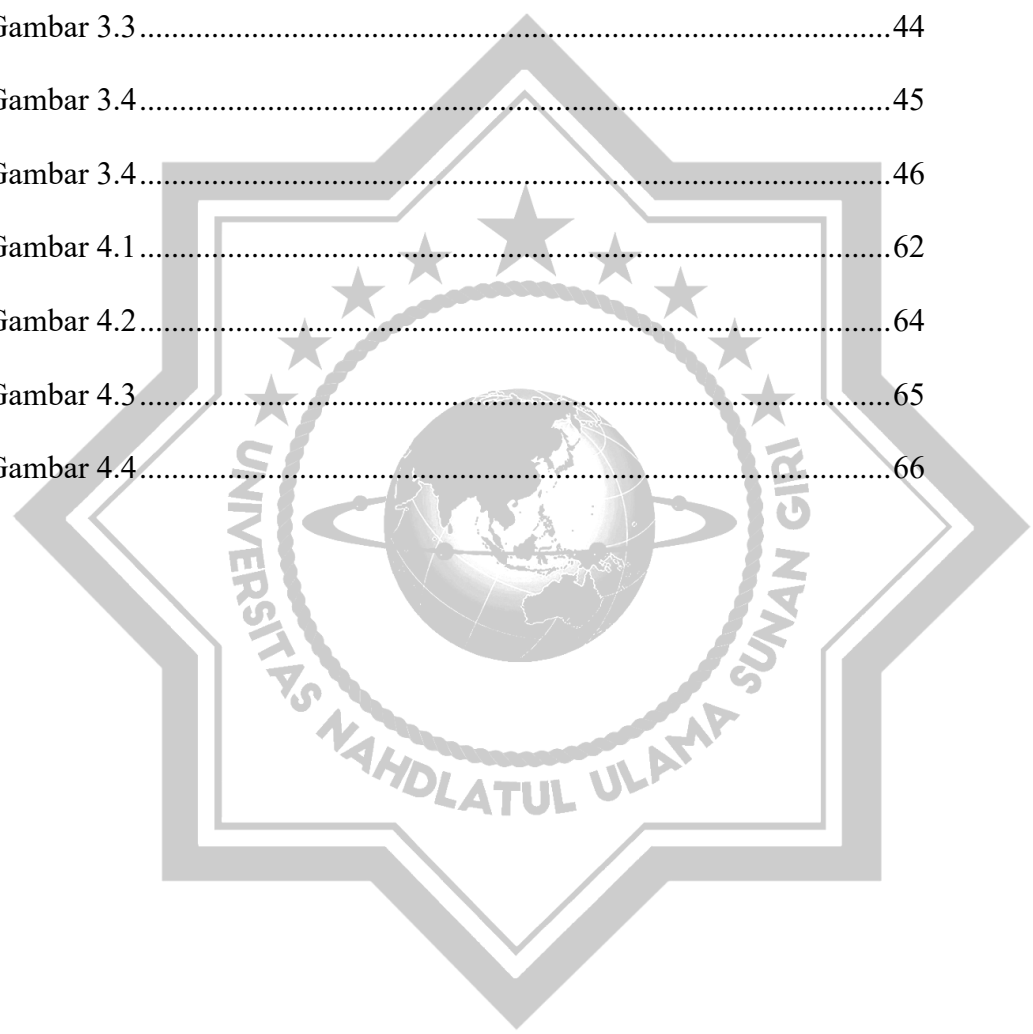 Gambar 3.3 .......................................................................................... 44
Gambar 3.4 .......................................................................................... 45
Gambar 3.4 .......................................................................................... 46
Gambar 4.1 .......................................................................................... 62
Gambar 4.2 .......................................................................................... 64
Gambar 4.3 .......................................................................................... 65
Gambar 4.4 .......................................................................................... 66
UNIVERSITAS NAHDLATUL ULAMA SUNAN GIRI